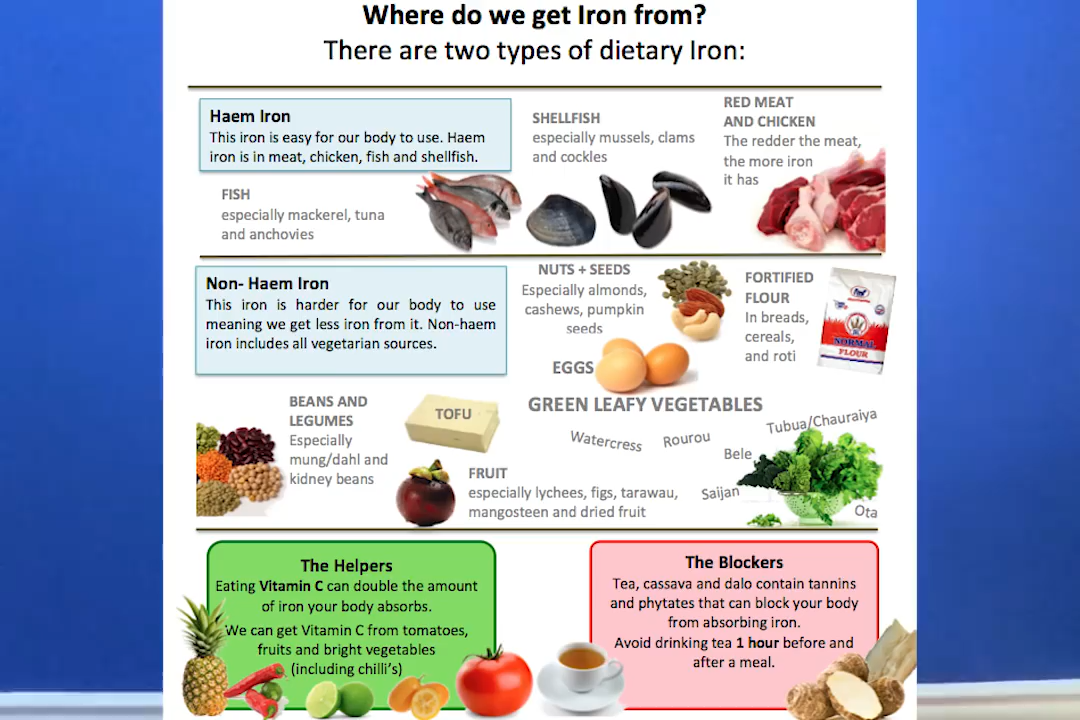 Where do we get Iron from?
There are two types of dietary Iron:
Haem Iron
This iron is easy for our body to use. Haem
iron is in meat, chicken, fish and shellfish.
SHELLFISH
especially mussels, clams
and cockles
RED MEAT
AND CHICKEN
The redder the meat,
the more iron
it has
FISH
especially mackerel, tuna
and anchovies
Non- Haem Iron
This iron is harder for our body to use
meaning we get less iron from it. Non-haem
iron includes all vegetarian sources.
NUTS + SEEDS
Especially almonds,
cashews, pumpkin
seeds
FORTIFIED
FLOUR
In breads,
cereals,
and roti
NORMAL
FLOUR
EGGS
BEANS AND
LEGUMES
Especially
mung/dahl and
kidney beans
TOFU
GREEN LEAFY VEGETABLES
Watercress
Rourou
Tubua/Chauraiya
Bele
Saijan
Ota
FRUIT
especially lychees, figs, tarawau,
mangosteen and dried fruit
The Helpers
Eating Vitamin C can double the amount
of iron your body absorbs.
We can get Vitamin C from tomatoes,
fruits and bright vegetables
(including chilli's)
The Blockers
Tea, cassava and dalo contain tannins
and phytates that can block your body
from absorbing iron.
Avoid drinking tea 1 hour before and
after a meal.